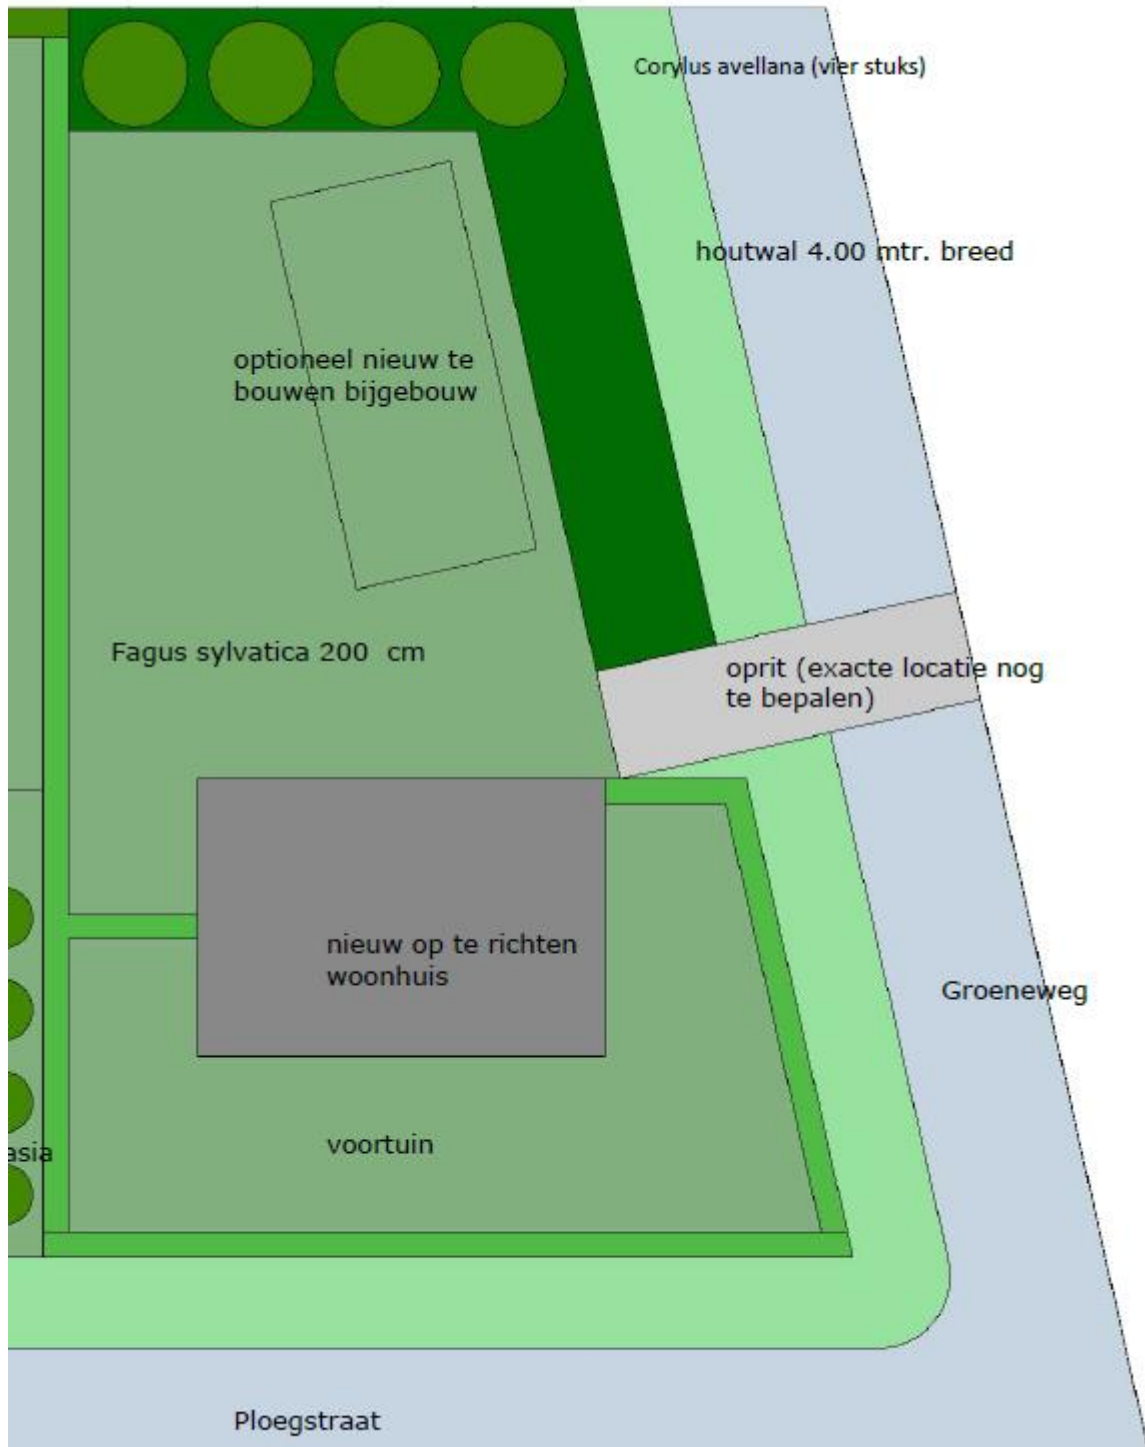 Corylus avellana (vier stuks)
houtwal 4.00 mtr. breed
optioneel nieuw te
bouwen bijgebouw
Fagus sylvatica 200 cm
oprit (exacte locatie nog
te bepalen)
nieuw op te richten
woonhuis
Groeneweg
voortuin
asia
Ploegstraat